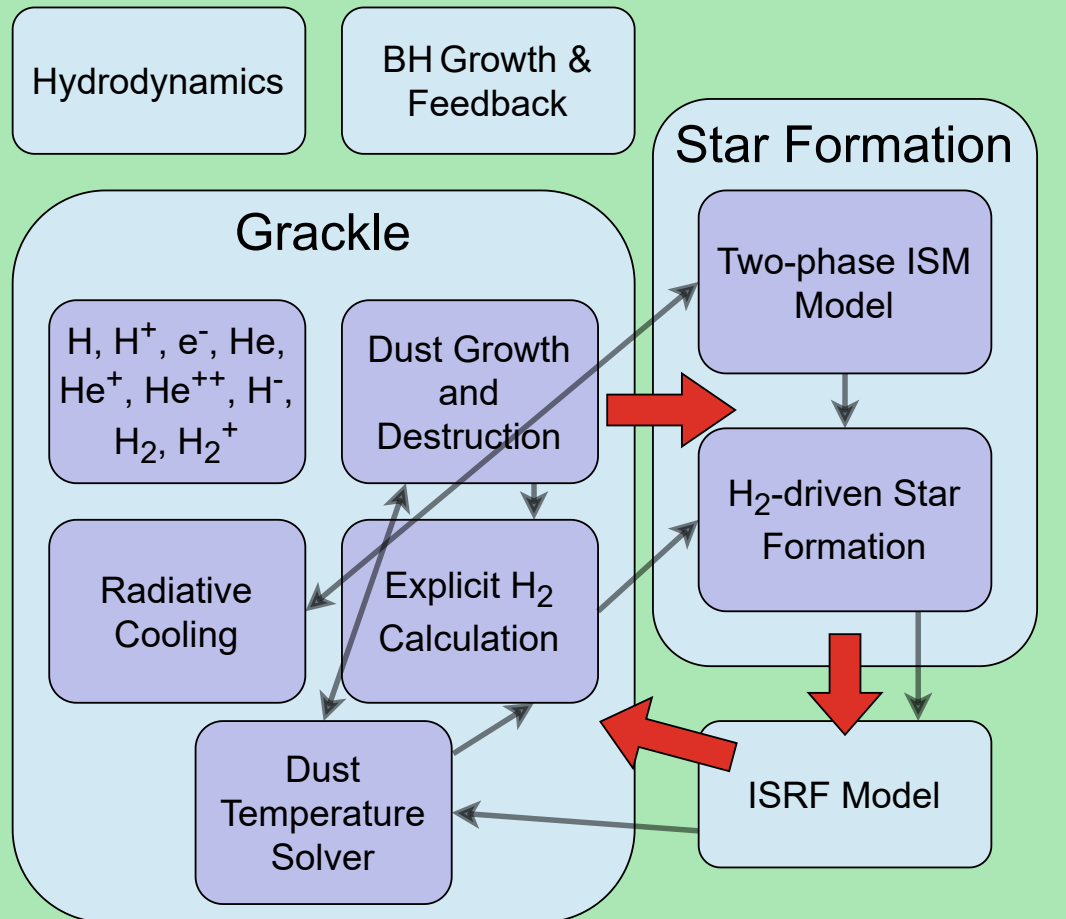 Hydrodynamics
BH Growth &
Feedback
Star Formation
Grackle
Two-phase ISM
Model
H, H⁺, e⁻, He,
He⁺, He⁺⁺, H⁻,
H₂, H₂⁺
Dust Growth
and
Destruction
H₂-driven Star
Formation
Radiative
Cooling
Explicit H₂
Calculation
Dust
Temperature
Solver
ISRF Model